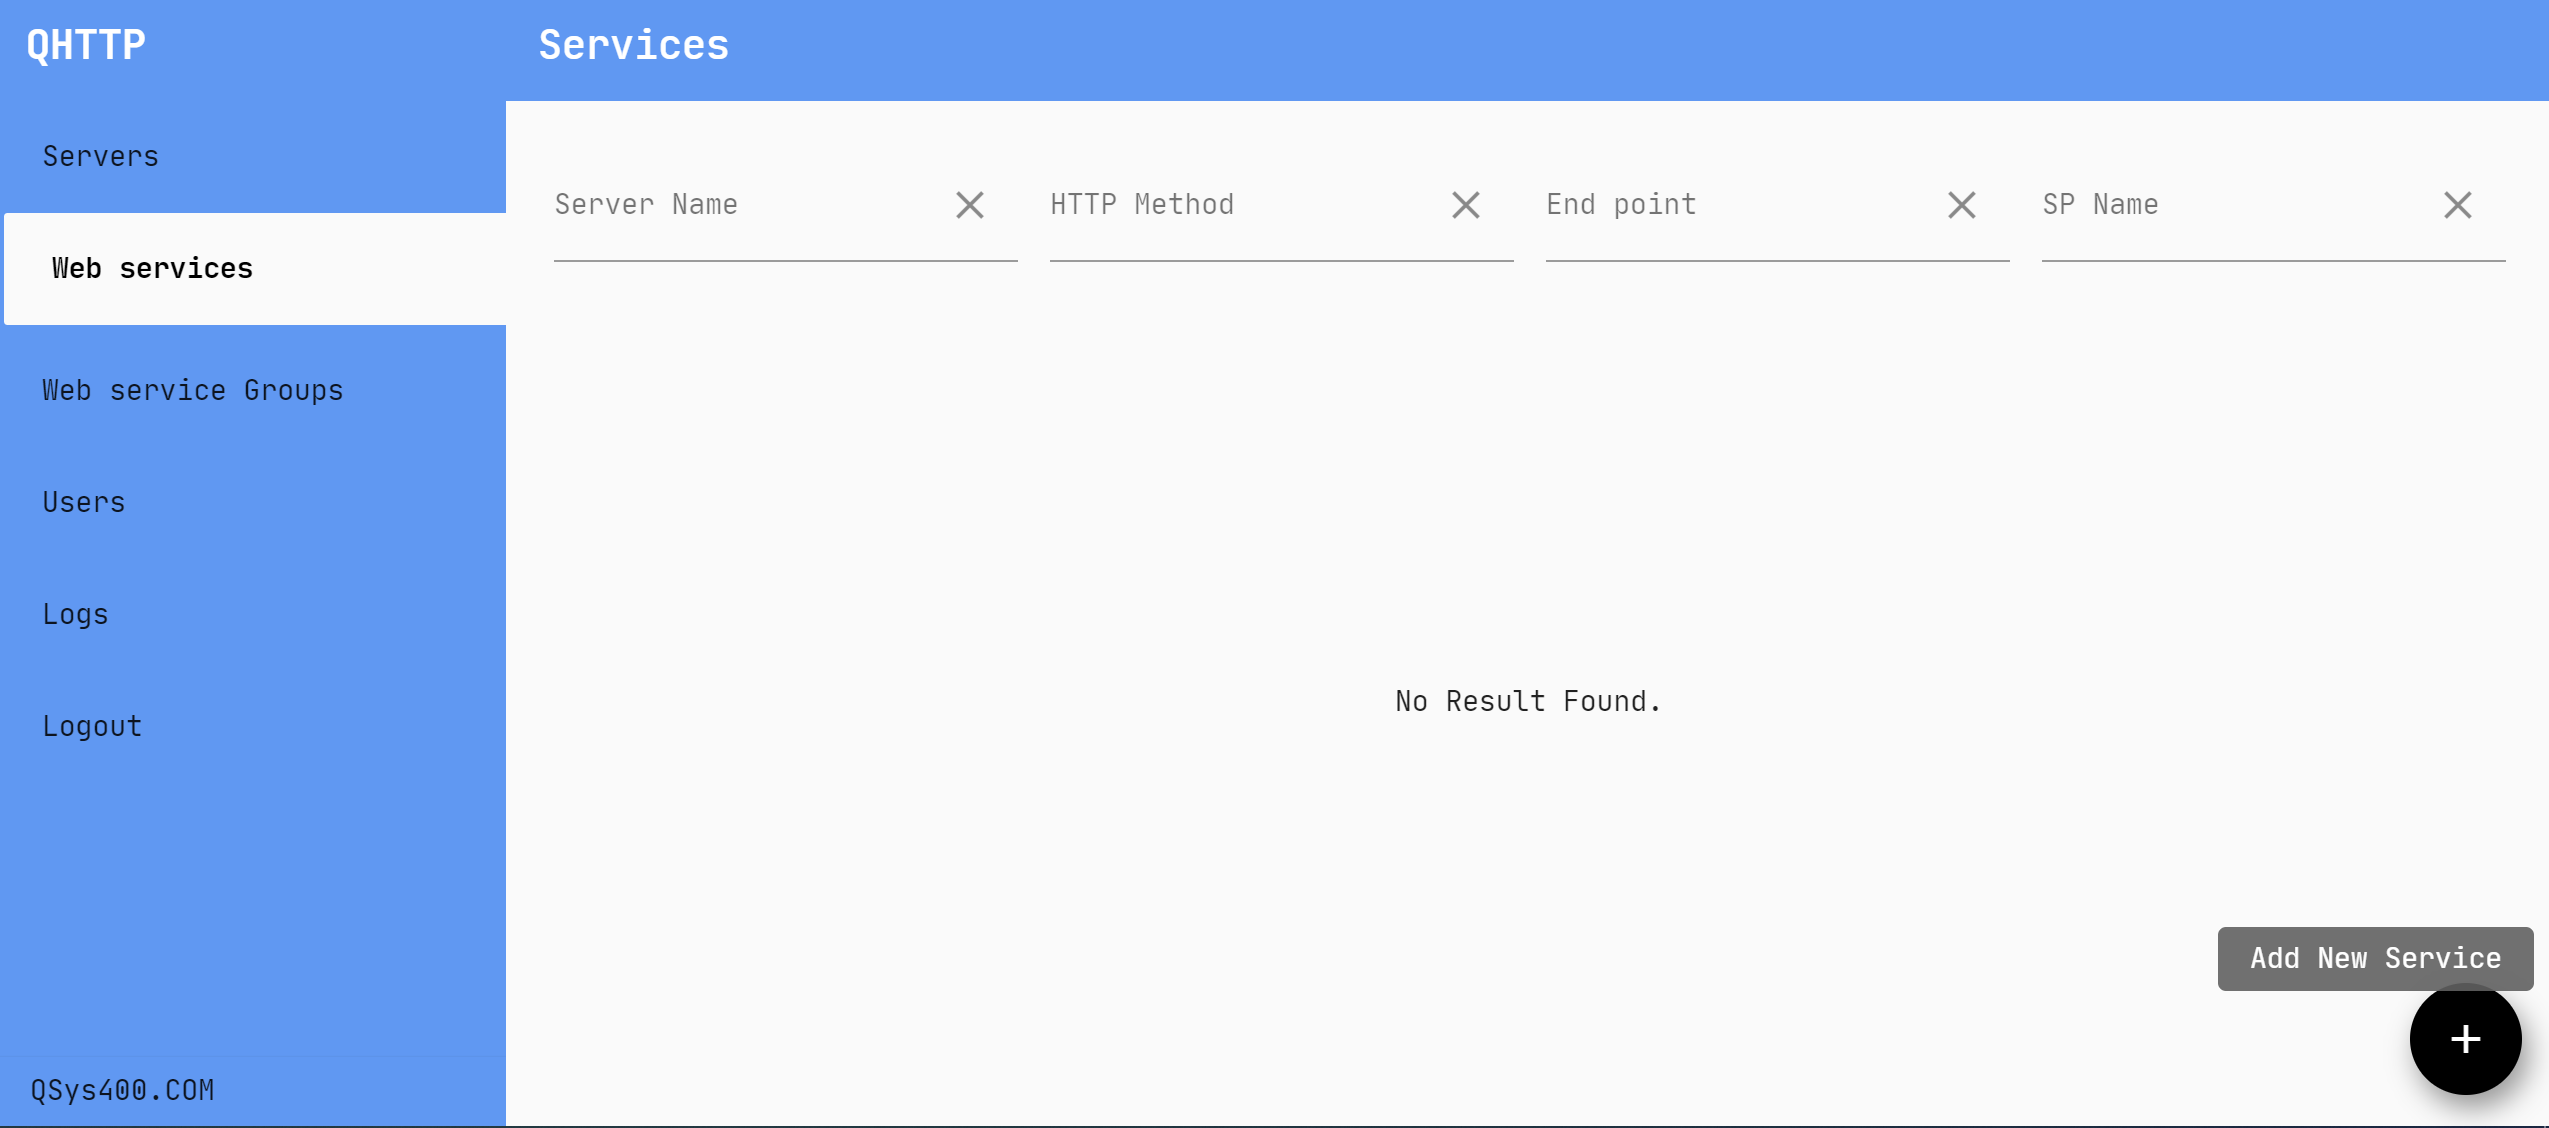 QHTTP
Services
Servers
Web services
Web service Groups
Users
Logs
Logout
QSys400.COM
Server Name
HTTP Method
End point
SP Name
No Result Found.
Add New Service